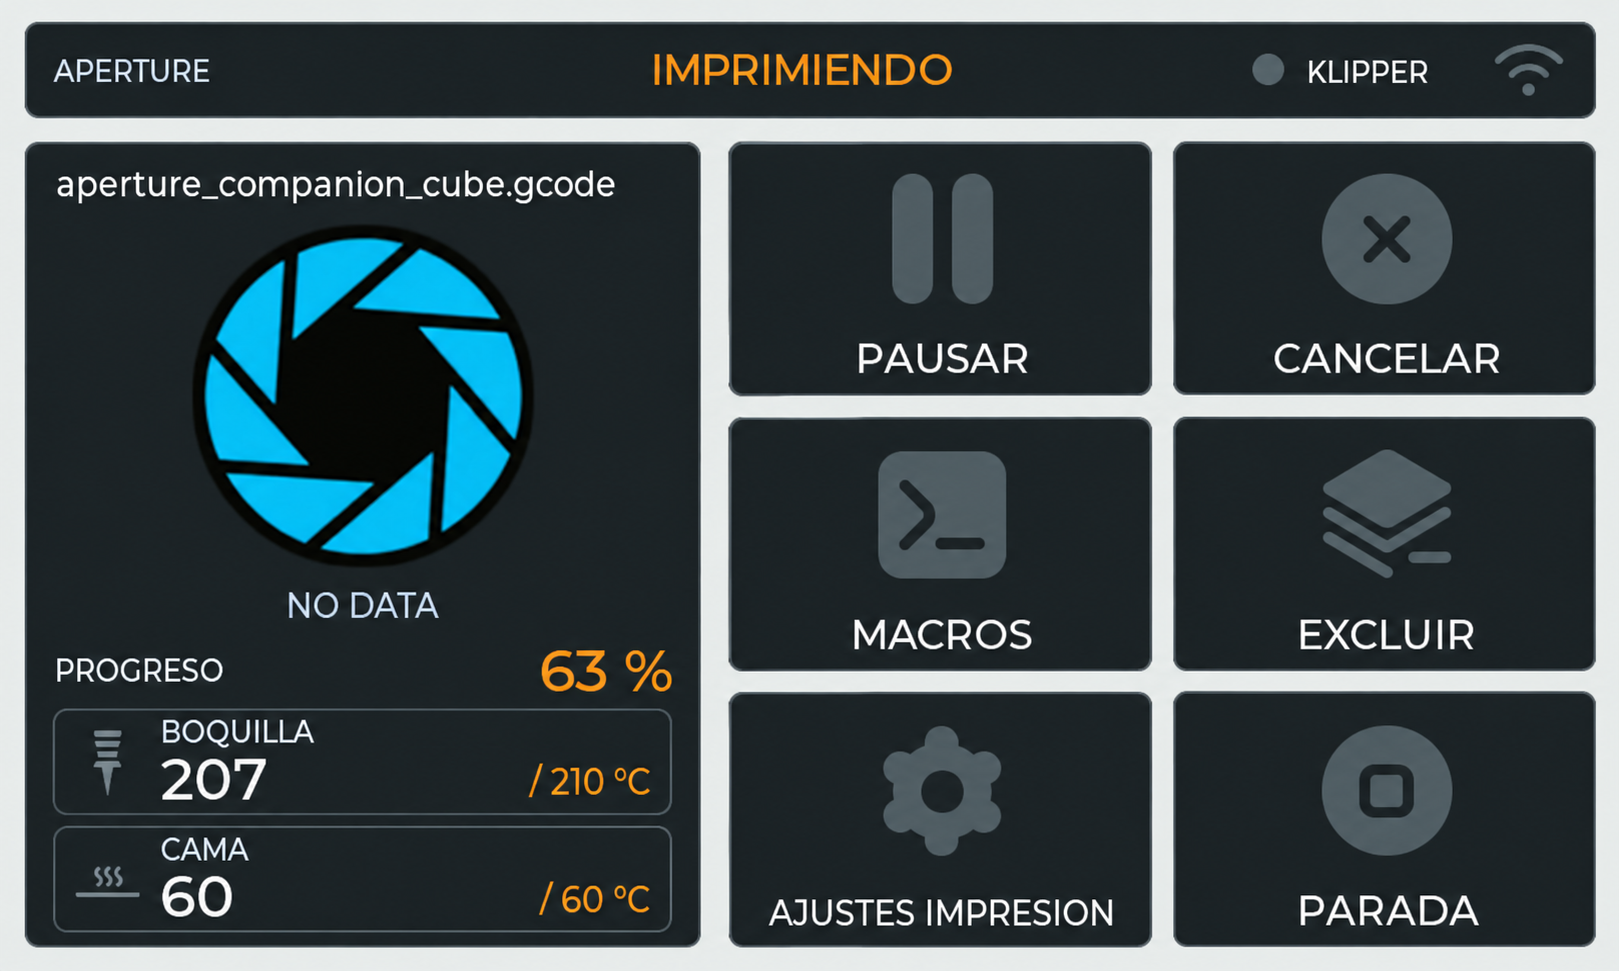 APERTURE
IMPRIMIENDO
KLIPPER
aperture_companion_cube.gcode
NO DATA
PROGRESO
63 %
BOQUILLA
207
/ 210 °C
CAMA
60
/ 60 °C
PAUSAR
CANCELAR
MACROS
EXCLUIR
AJUSTES IMPRESION
PARADA